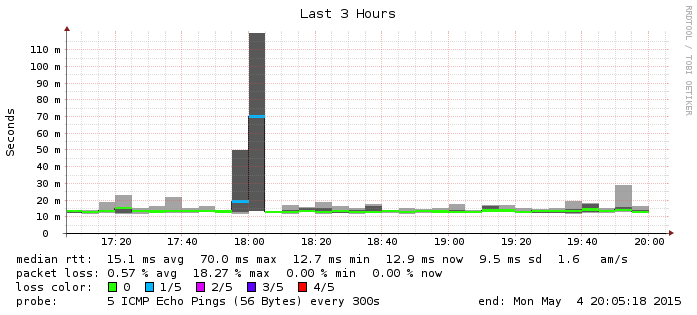 Last 3 Hours
RRDTOOL / TOBI OETIKER
Seconds
110 m
100 m
90 m
80 m
70 m
60 m
50 m
40 m
30 m
20 m
10 m
0
17:20 17:40 18:00 18:20 18:40 19:00 19:20 19:40 20:00
median rtt: 15.1 ms avg 70.0 ms max 12.7 ms min 12.9 ms now 9.5 ms sd 1.6 am/s
packet loss: 0.57 % avg 18.27 % max 0.00 % min 0.00 % now
loss color: 0 1/5 2/5 3/5 4/5
probe: 5 ICMP Echo Pings (56 Bytes) every 300s end: Mon May 4 20:05:18 2015